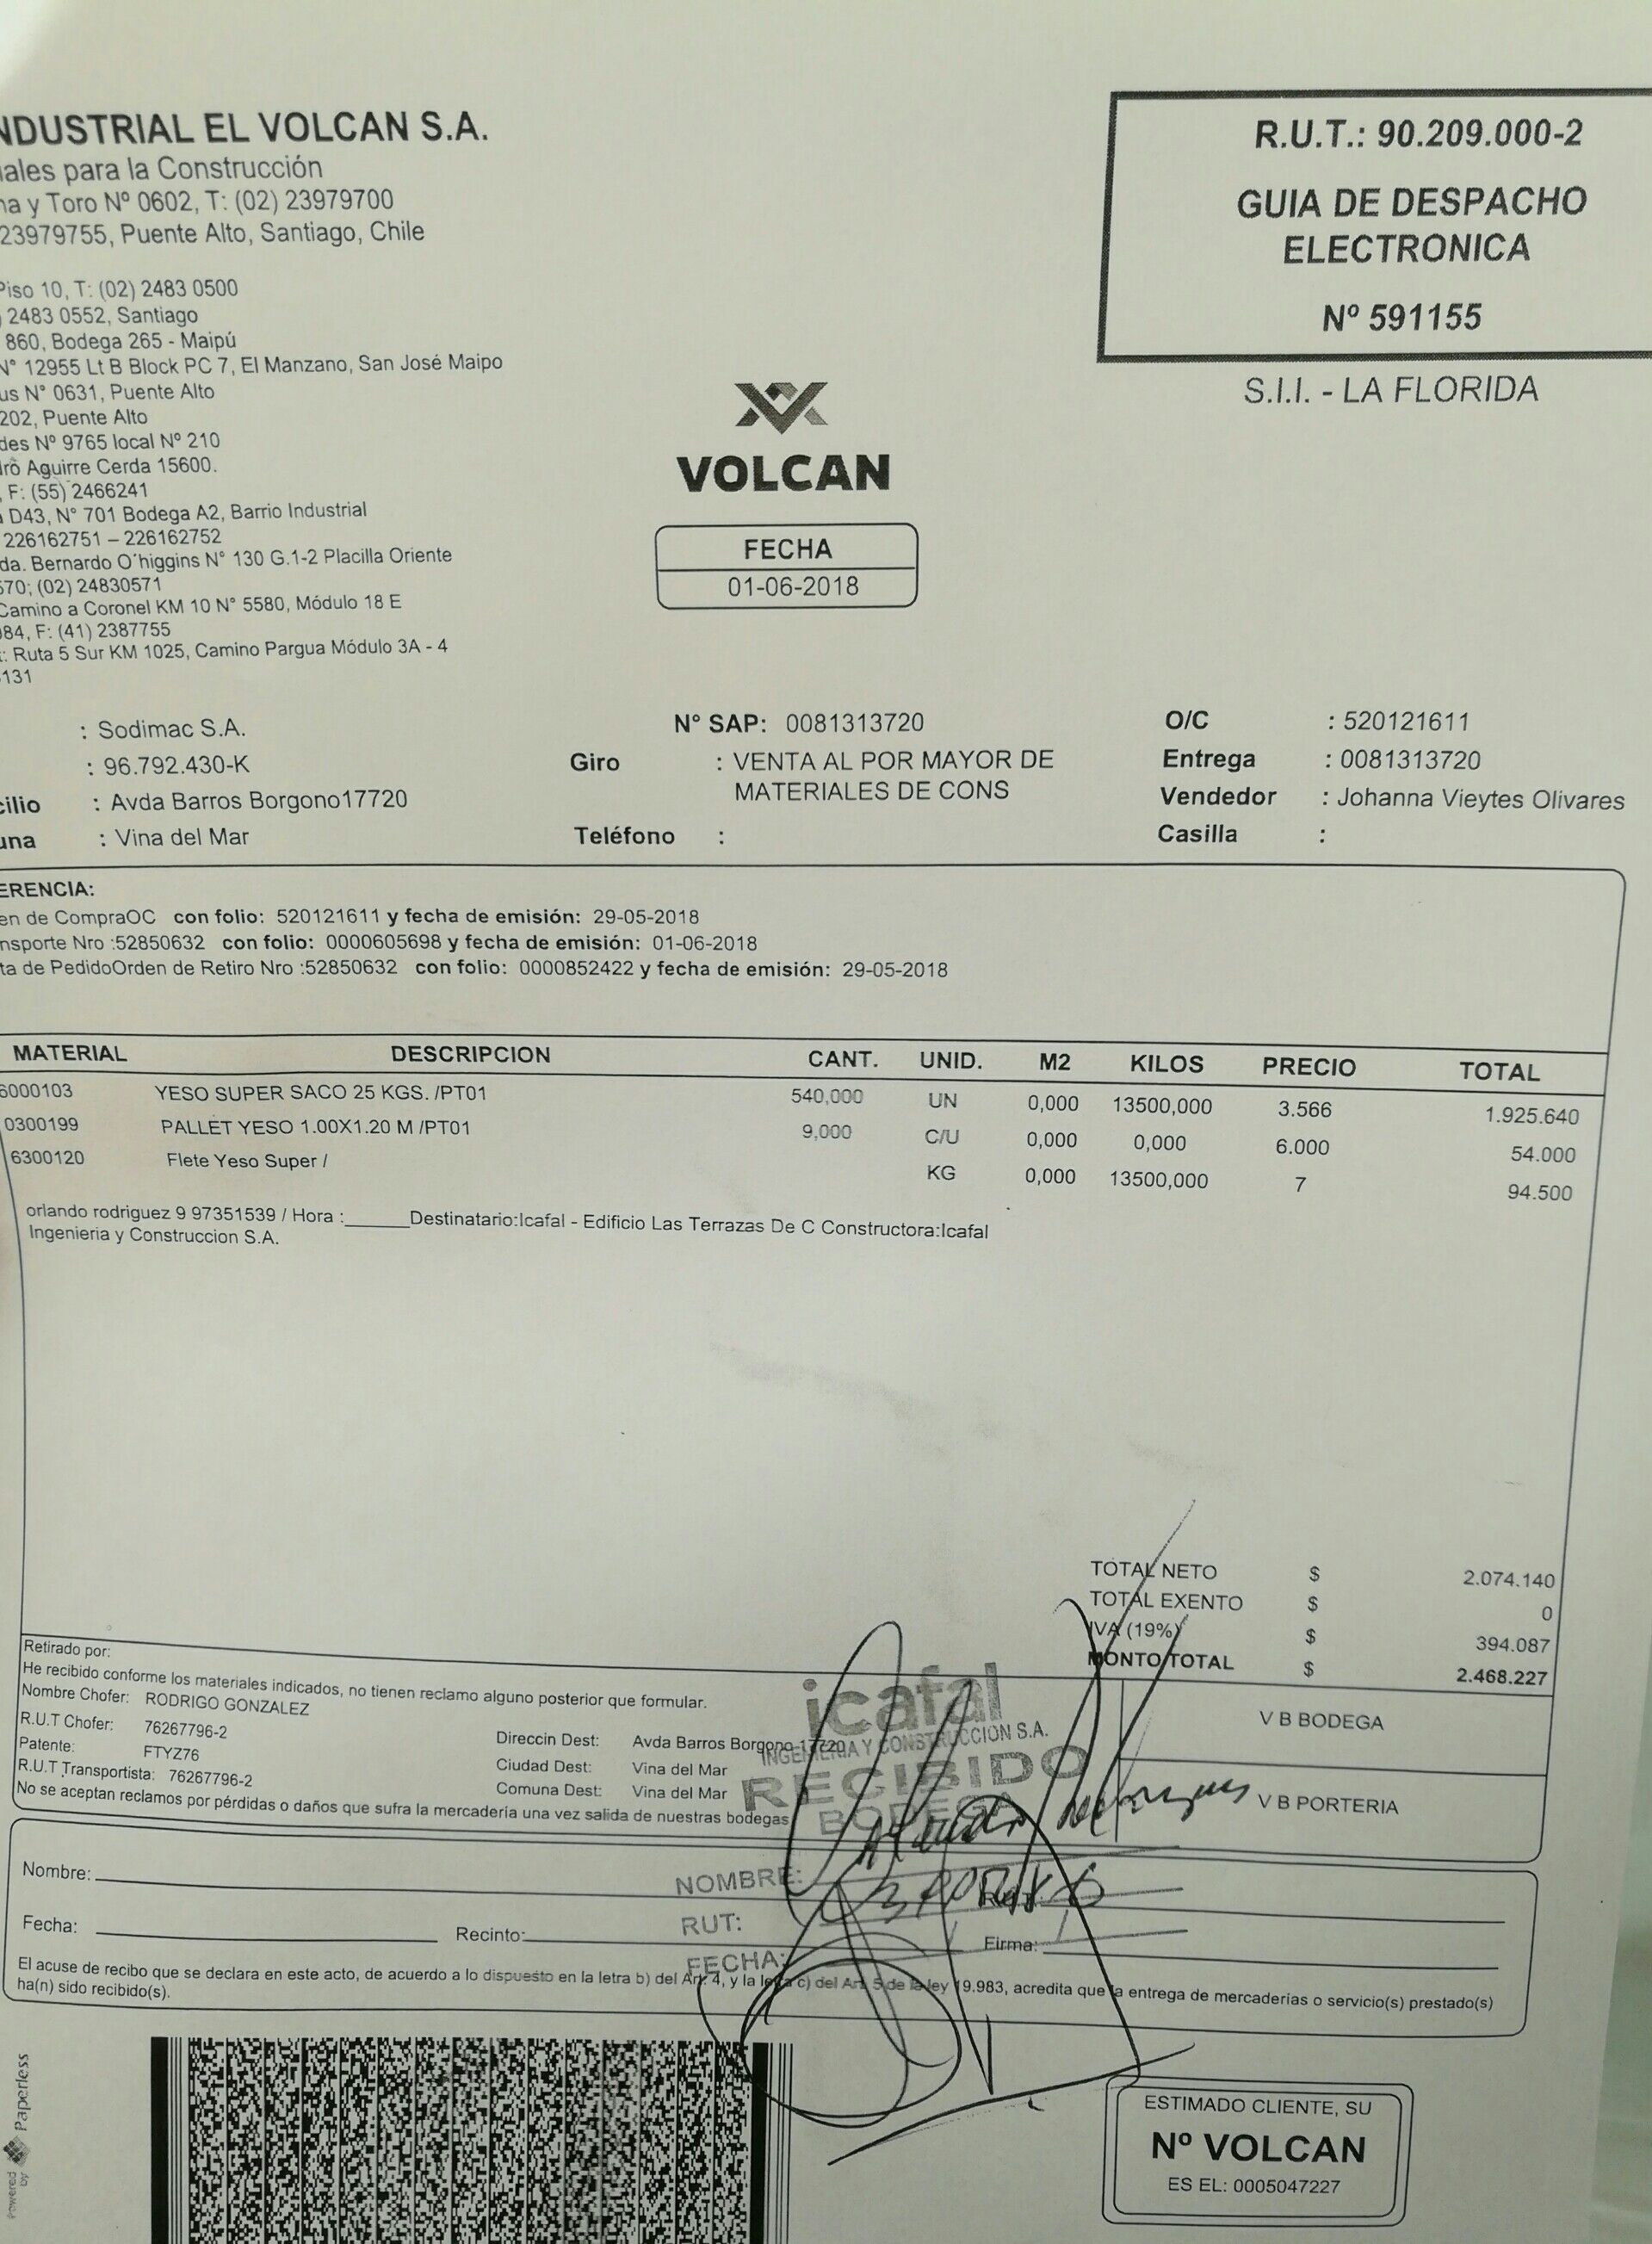 NDUSTRIAL EL VOLCAN S.A.
iales para la Construcción
na y Toro Nº 0602, T: (02) 23979700
23979755, Puente Alto, Santiago, Chile
Piso 10, T: (02) 2483 0500
) 2483 0552, Santiago
860, Bodega 265 - Maipú
N° 12955 Lt B Block PC 7, El Manzano, San José Maipo
us N° 0631, Puente Alto
202, Puente Alto
des Nº 9765 local Nº 210
drô Aguirre Cerda 15600.
, F: (55) 2466241
a D43, N° 701 Bodega A2, Barrio Industrial
226162751 – 226162752
da. Bernardo O´higgins N° 130 G.1-2 Placilla Oriente
570; (02) 24830571
Camino a Coronel KM 10 N° 5580, Módulo 18 E
984, F: (41) 2387755
t: Ruta 5 Sur KM 1025, Camino Pargua Módulo 3A - 4
131
R.U.T.: 90.209.000-2
GUIA DE DESPACHO
ELECTRONICA
Nº 591155
S.I.I. - LA FLORIDA
VOLCAN
FECHA
01-06-2018
: Sodimac S.A. N° SAP: 0081313720 O/C : 520121611
: 96.792.430-K Giro : VENTA AL POR MAYOR DE Entrega : 0081313720
MATERIALES DE CONS
cilio : Avda Barros Borgono17720 Vendedor : Johanna Vieytes Olivares
una : Vina del Mar Teléfono : Casilla :
ERENCIA:
en de CompraOC con folio: 520121611 y fecha de emisión: 29-05-2018
nsporte Nro :52850632 con folio: 0000605698 y fecha de emisión: 01-06-2018
ta de PedidoOrden de Retiro Nro :52850632 con folio: 0000852422 y fecha de emisión: 29-05-2018
MATERIAL DESCRIPCION CANT. UNID. M2 KILOS PRECIO TOTAL
6000103 YESO SUPER SACO 25 KGS. /PT01 540,000 UN 0,000 13500,000 3.566 1.925.640
0300199 PALLET YESO 1.00X1.20 M /PT01 9,000 C/U 0,000 0,000 6.000 54.000
6300120 Flete Yeso Super / KG 0,000 13500,000 7 94.500
orlando rodriguez 9 97351539 / Hora :______Destinatario:Icafal - Edificio Las Terrazas De C Constructora:Icafal
Ingenieria y Construccion S.A.
TOTAL NETO $ 2.074.140
TOTAL EXENTO $ 0
IVA (19%) $ 394.087
MONTO TOTAL $ 2.468.227
Retirado por:
He recibido conforme los materiales indicados, no tienen reclamo alguno posterior que formular.
Nombre Chofer: RODRIGO GONZALEZ
R.U.T Chofer: 76267796-2 Direccin Dest: Avda Barros Borgono 17720
Patente: FTYZ76 Ciudad Dest: Vina del Mar
R.U.T Transportista: 76267796-2 Comuna Dest: Vina del Mar
No se aceptan reclamos por pérdidas o daños que sufra la mercadería una vez salida de nuestras bodegas
V B BODEGA
V B PORTERIA
icafal
INGENIERIA Y CONSTRUCCION S.A.
RECIBIDO
BODEGA
NOMBRE:
RUT:
FECHA:
Nombre:
Fecha: Recinto: Firma:
El acuse de recibo que se declara en este acto, de acuerdo a lo dispuesto en la letra b) del Art. 4, y la letra c) del Art. 5 de la ley 19.983, acredita que la entrega de mercaderías o servicio(s) prestado(s)
ha(n) sido recibido(s).
powered by Paperless
ESTIMADO CLIENTE, SU
Nº VOLCAN
ES EL: 0005047227